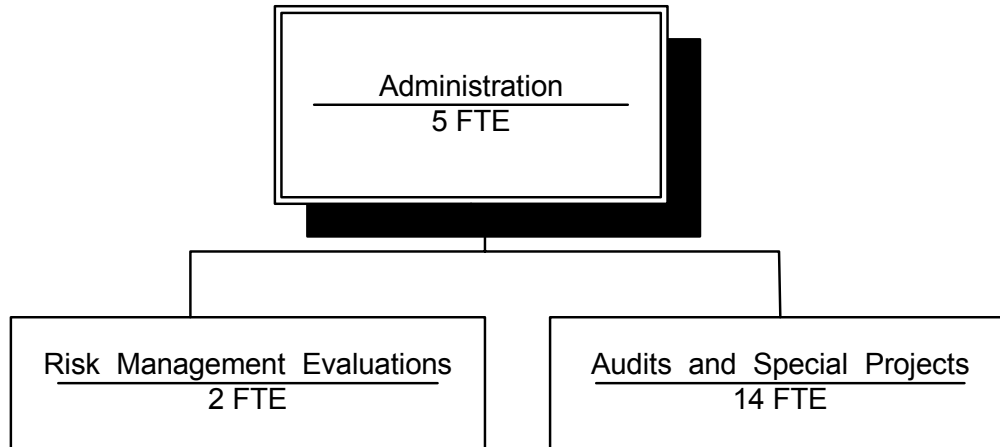 Administration
5 FTE
Risk Management Evaluations
2 FTE
Audits and Special Projects
14 FTE